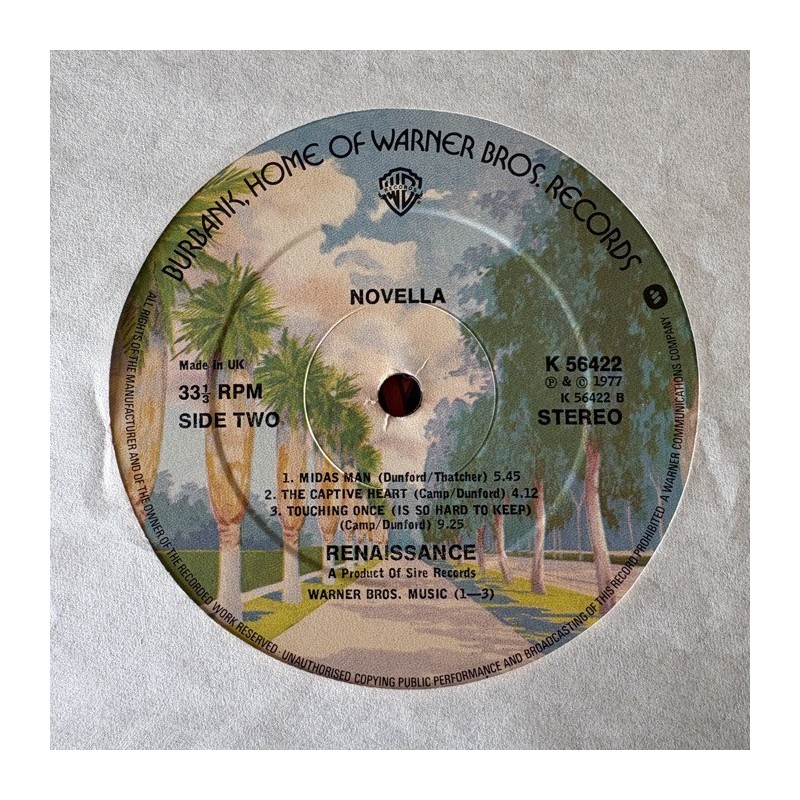 BURBANK, HOME OF WARNER BROS. RECORDS
RECORDS
NOVELLA
Made in UK
33⅓ RPM
SIDE TWO
K 56422
℗ & © 1977
K 56422 B
STEREO
1. MIDAS MAN (Dunford/Thatcher) 5.45
2. THE CAPTIVE HEART (Camp/Dunford) 4.12
3. TOUCHING ONCE (IS SO HARD TO KEEP)
(Camp/Dunford) 9.25
RENAISSANCE
A Product Of Sire Records
WARNER BROS. MUSIC (1—3)
ALL RIGHTS OF THE MANUFACTURER AND OF THE OWNER OF THE RECORDED WORK RESERVED. UNAUTHORISED COPYING PUBLIC PERFORMANCE AND BROADCASTING OF THIS RECORD PROHIBITED · A WARNER COMMUNICATIONS COMPANY